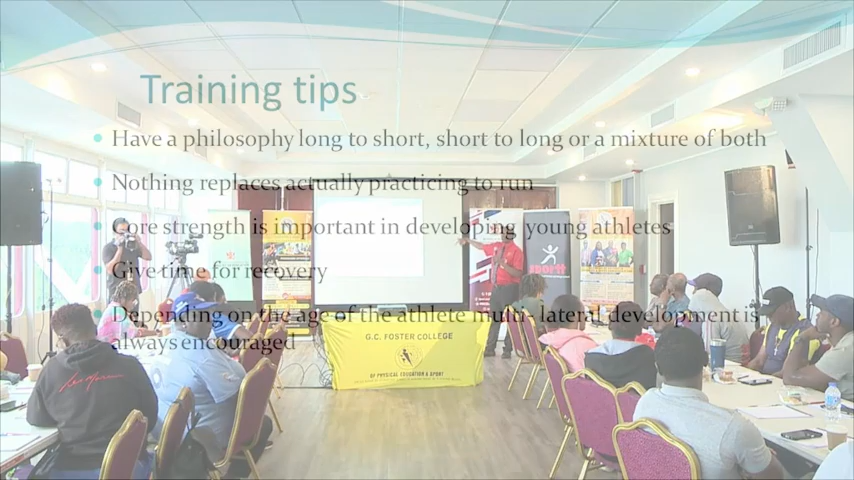 Training tips
Have a philosophy long to short, short to long or a mixture of both
Nothing replaces actually practicing to run
Core strength is important in developing young athletes
Give time for recovery
Depending on the age of the athlete multi- lateral development is
always encouraged
G.C. FOSTER COLLEGE
OF PHYSICAL EDUCATION & SPORT